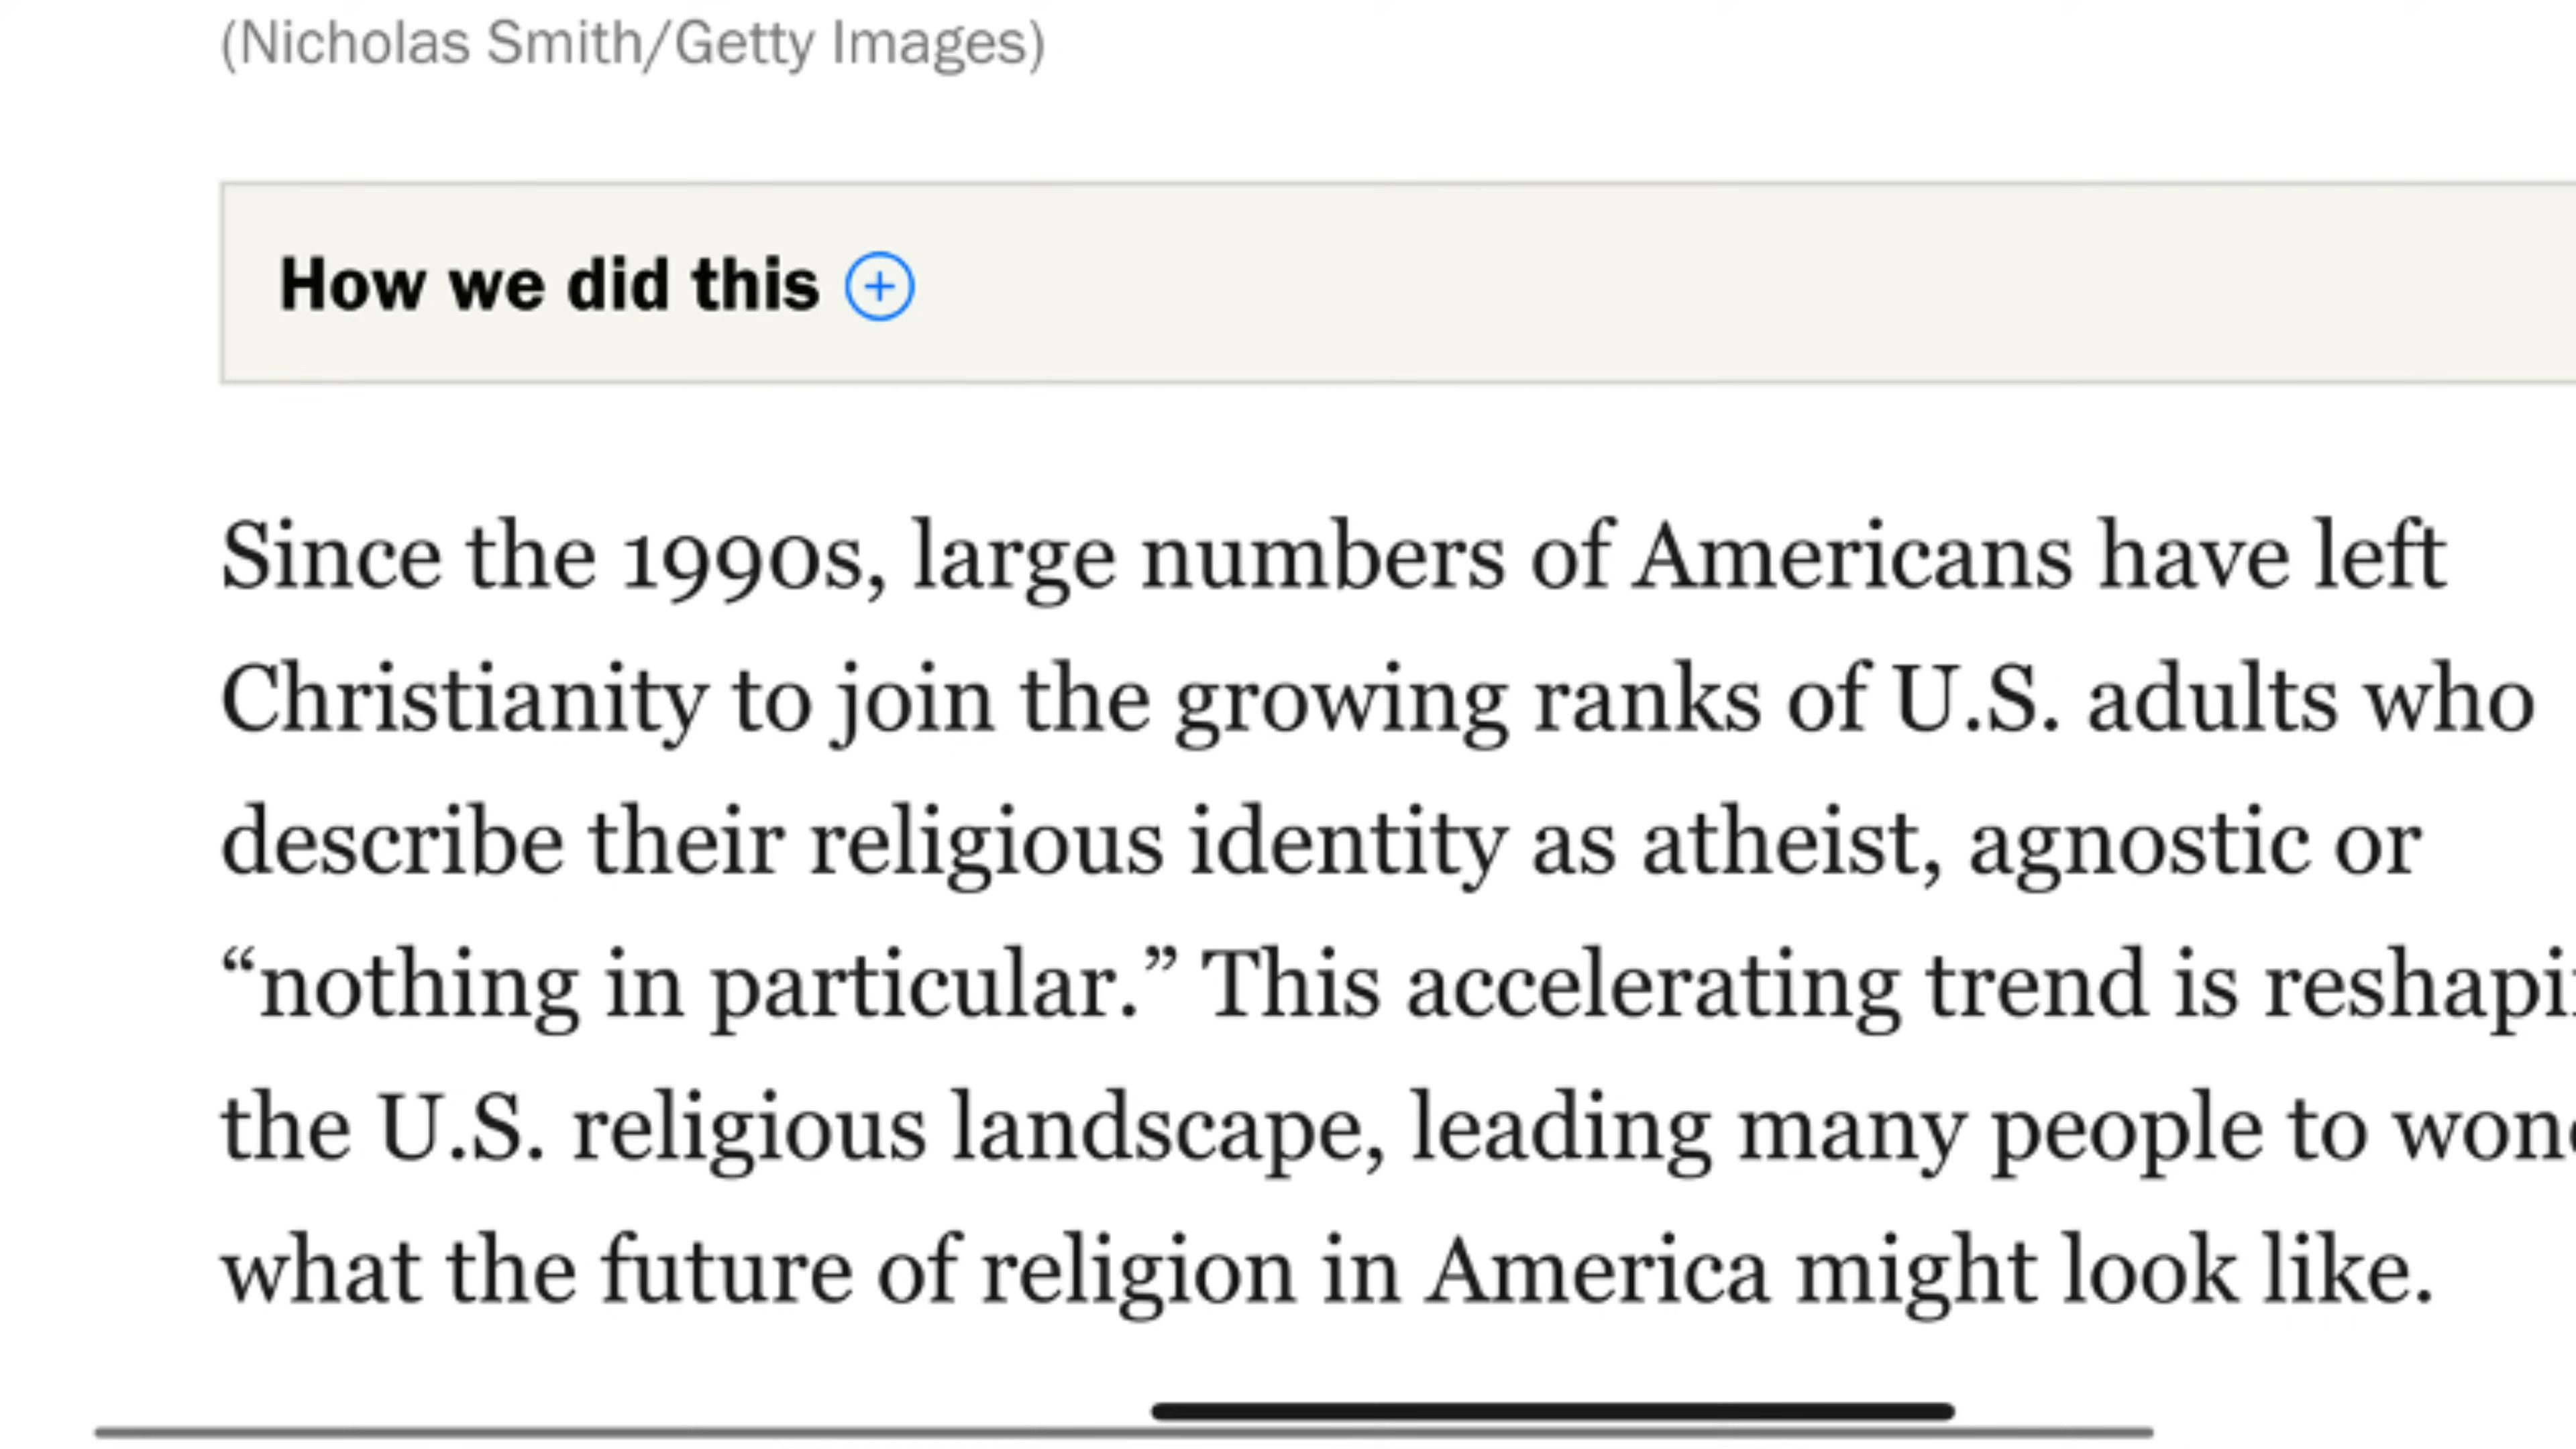 (Nicholas Smith/Getty Images)
How we did this
Since the 1990s, large numbers of Americans have left
Christianity to join the growing ranks of U.S. adults who
describe their religious identity as atheist, agnostic or
“nothing in particular.” This accelerating trend is
the U.S. religious landscape, leading many people to
what the future of religion in America might look like.